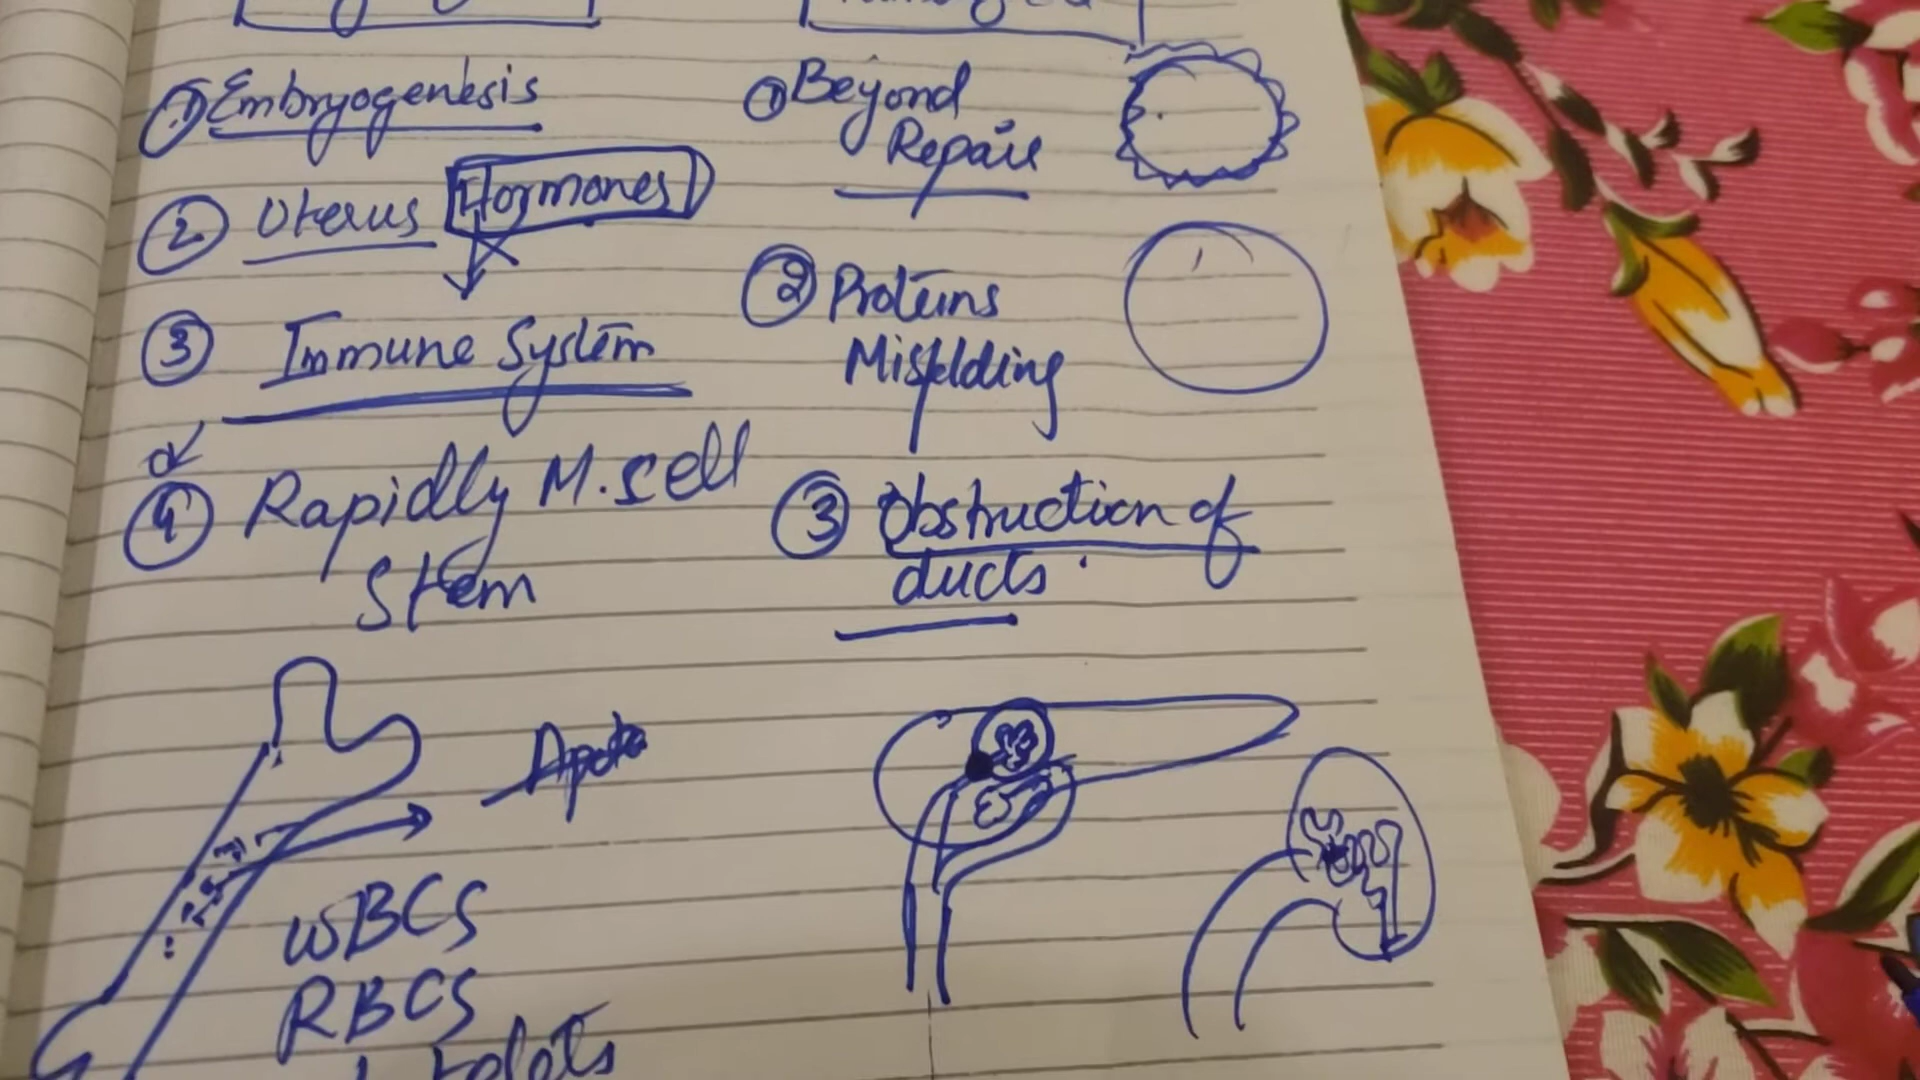 ① Embryogenesis
② Uterus Hormones
③ Immune System
④ Rapidly M.cell
Stem
Apoto
WBCS
RBCS
① Beyond
Repair
② Proteins
Misfolding
③ Obstruction of
ducts